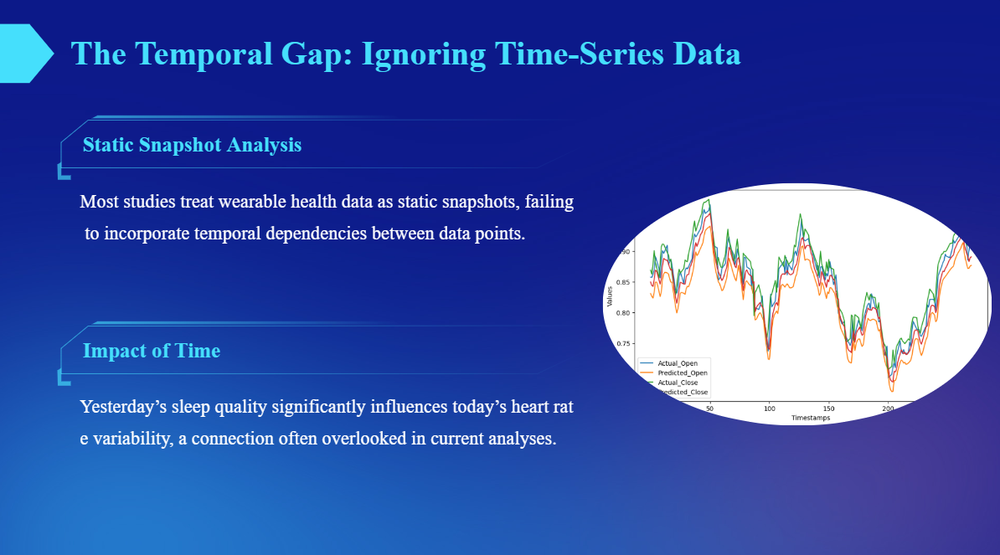 The Temporal Gap: Ignoring Time-Series Data
Static Snapshot Analysis
Most studies treat wearable health data as static snapshots, failing
to incorporate temporal dependencies between data points.
Impact of Time
Yesterday’s sleep quality significantly influences today’s heart rat
e variability, a connection often overlooked in current analyses.
.90
0.85
0.80
0.75
Values
Actual_Open
Predicted_Open
Actual_Close
Predicted_Close
50 100 150 200
Timestamps